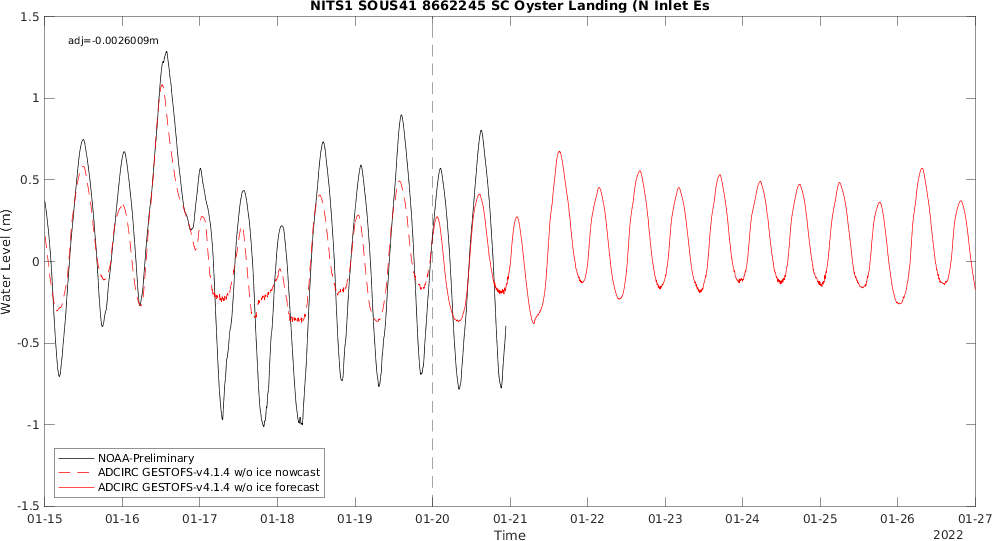 NITS1 SOUS41 8662245 SC Oyster Landing (N Inlet Es
adj=-0.0026009m
1.5
1
0.5
0
-0.5
-1
-1.5
Water Level (m)
NOAA-Preliminary
ADCIRC GESTOFS-v4.1.4 w/o ice nowcast
ADCIRC GESTOFS-v4.1.4 w/o ice forecast
01-15 01-16 01-17 01-18 01-19 01-20 01-21 01-22 01-23 01-24 01-25 01-26 01-27
Time
2022